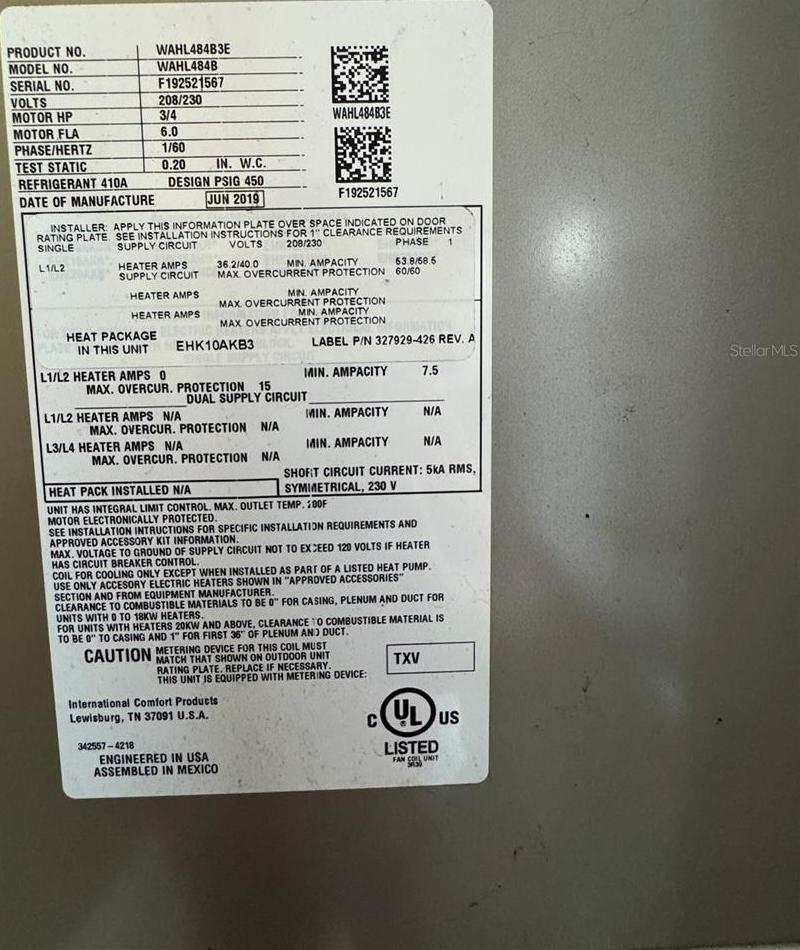 PRODUCT NO. WAHL484B3E
MODEL NO. WAHL484B
SERIAL NO. F192521567
VOLTS 208/230
MOTOR HP 3/4
MOTOR FLA 6.0
PHASE/HERTZ 1/60
TEST STATIC 0.20 IN. W.C.
REFRIGERANT 410A DESIGN PSIG 450
DATE OF MANUFACTURE JUN 2019
WAHL484B3E
F192521567
INSTALLER: APPLY THIS INFORMATION PLATE OVER SPACE INDICATED ON DOOR
RATING PLATE. SEE INSTALLATION INSTRUCTIONS FOR 1" CLEARANCE REQUIREMENTS
SINGLE SUPPLY CIRCUIT VOLTS 208/230 PHASE 1
L1/L2 HEATER AMPS 36.2/40.0 MIN. AMPACITY 53.8/58.5
SUPPLY CIRCUIT MAX. OVERCURRENT PROTECTION 60/60
HEATER AMPS MIN. AMPACITY
MAX. OVERCURRENT PROTECTION
HEATER AMPS MIN. AMPACITY
MAX. OVERCURRENT PROTECTION
HEAT PACKAGE
IN THIS UNIT EHK10AKB3 LABEL P/N 327929-426 REV. A
L1/L2 HEATER AMPS 0 MIN. AMPACITY 7.5
MAX. OVERCUR. PROTECTION 15
DUAL SUPPLY CIRCUIT
L1/L2 HEATER AMPS N/A MIN. AMPACITY N/A
MAX. OVERCUR. PROTECTION N/A
L3/L4 HEATER AMPS N/A MIN. AMPACITY N/A
MAX. OVERCUR. PROTECTION N/A
SHORT CIRCUIT CURRENT: 5kA RMS,
HEAT PACK INSTALLED N/A SYMMETRICAL, 230 V
UNIT HAS INTEGRAL LIMIT CONTROL. MAX. OUTLET TEMP. 200F
MOTOR ELECTRONICALLY PROTECTED.
SEE INSTALLATION INTRUCTIONS FOR SPECIFIC INSTALLATION REQUIREMENTS AND
APPROVED ACCESSORY KIT INFORMATION.
MAX. VOLTAGE TO GROUND OF SUPPLY CIRCUIT NOT TO EXCEED 120 VOLTS IF HEATER
HAS CIRCUIT BREAKER CONTROL.
COIL FOR COOLING ONLY EXCEPT WHEN INSTALLED AS PART OF A LISTED HEAT PUMP.
USE ONLY ACCESORY ELECTRIC HEATERS SHOWN IN "APPROVED ACCESSORIES"
SECTION AND FROM EQUIPMENT MANUFACTURER.
CLEARANCE TO COMBUSTIBLE MATERIALS TO BE 0" FOR CASING, PLENUM AND DUCT FOR
UNITS WITH 0 TO 18KW HEATERS.
FOR UNITS WITH HEATERS 20KW AND ABOVE, CLEARANCE TO COMBUSTIBLE MATERIAL IS
TO BE 0" TO CASING AND 1" FOR FIRST 36" OF PLENUM AND DUCT.
CAUTION METERING DEVICE FOR THIS COIL MUST
MATCH THAT SHOWN ON OUTDOOR UNIT
RATING PLATE. REPLACE IF NECESSARY.
THIS UNIT IS EQUIPPED WITH METERING DEVICE:
TXV
International Comfort Products
Lewisburg, TN 37091 U.S.A.
342557-4218
ENGINEERED IN USA
ASSEMBLED IN MEXICO
C UL US
LISTED
FAN COIL UNIT
StellarMLS